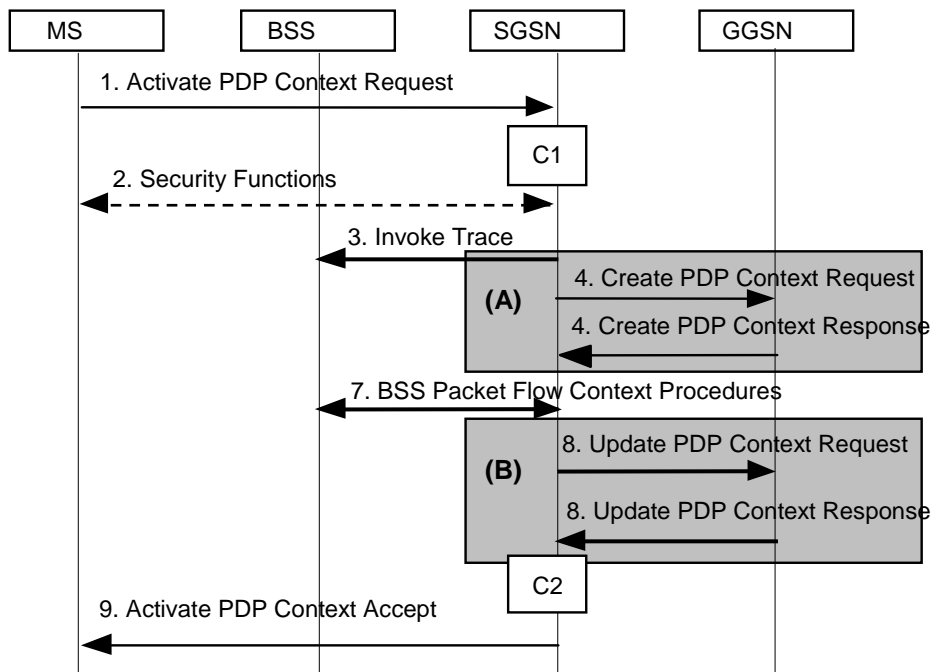 MS
BSS
SGSN
GGSN
1. Activate PDP Context Request
C1
2. Security Functions
3. Invoke Trace
(A)
4. Create PDP Context Request
4. Create PDP Context Response
7. BSS Packet Flow Context Procedures
(B)
8. Update PDP Context Request
8. Update PDP Context Response
C2
9. Activate PDP Context Accept